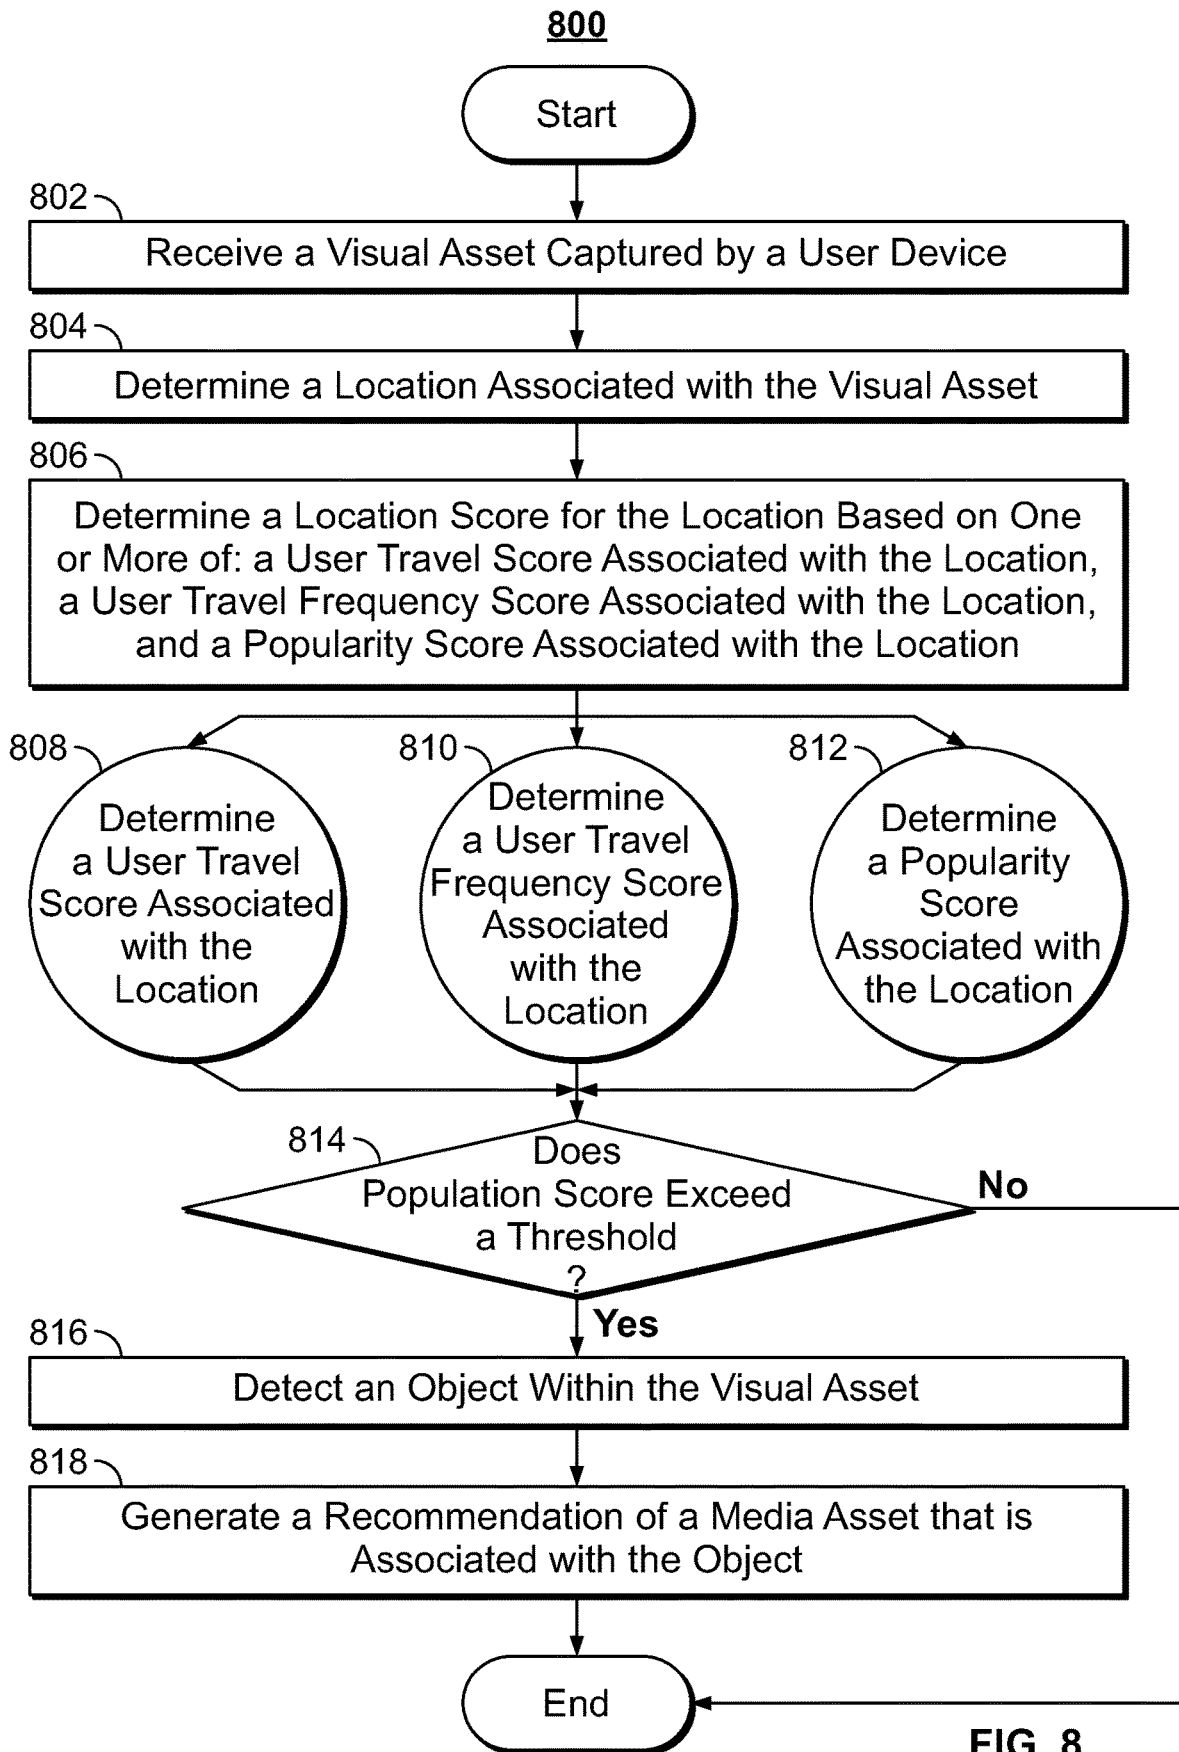 800
Start
802
Receive a Visual Asset Captured by a User Device
804
Determine a Location Associated with the Visual Asset
806
Determine a Location Score for the Location Based on One
or More of: a User Travel Score Associated with the Location,
a User Travel Frequency Score Associated with the Location,
and a Popularity Score Associated with the Location
808
Determine
a User Travel
Score Associated
with the
Location
810
Determine
a User Travel
Frequency Score
Associated
with the
Location
812
Determine
a Popularity
Score
Associated with
the Location
814
Does
Population Score Exceed
a Threshold
?
No
Yes
816
Detect an Object Within the Visual Asset
818
Generate a Recommendation of a Media Asset that is
Associated with the Object
End
FIG. 8